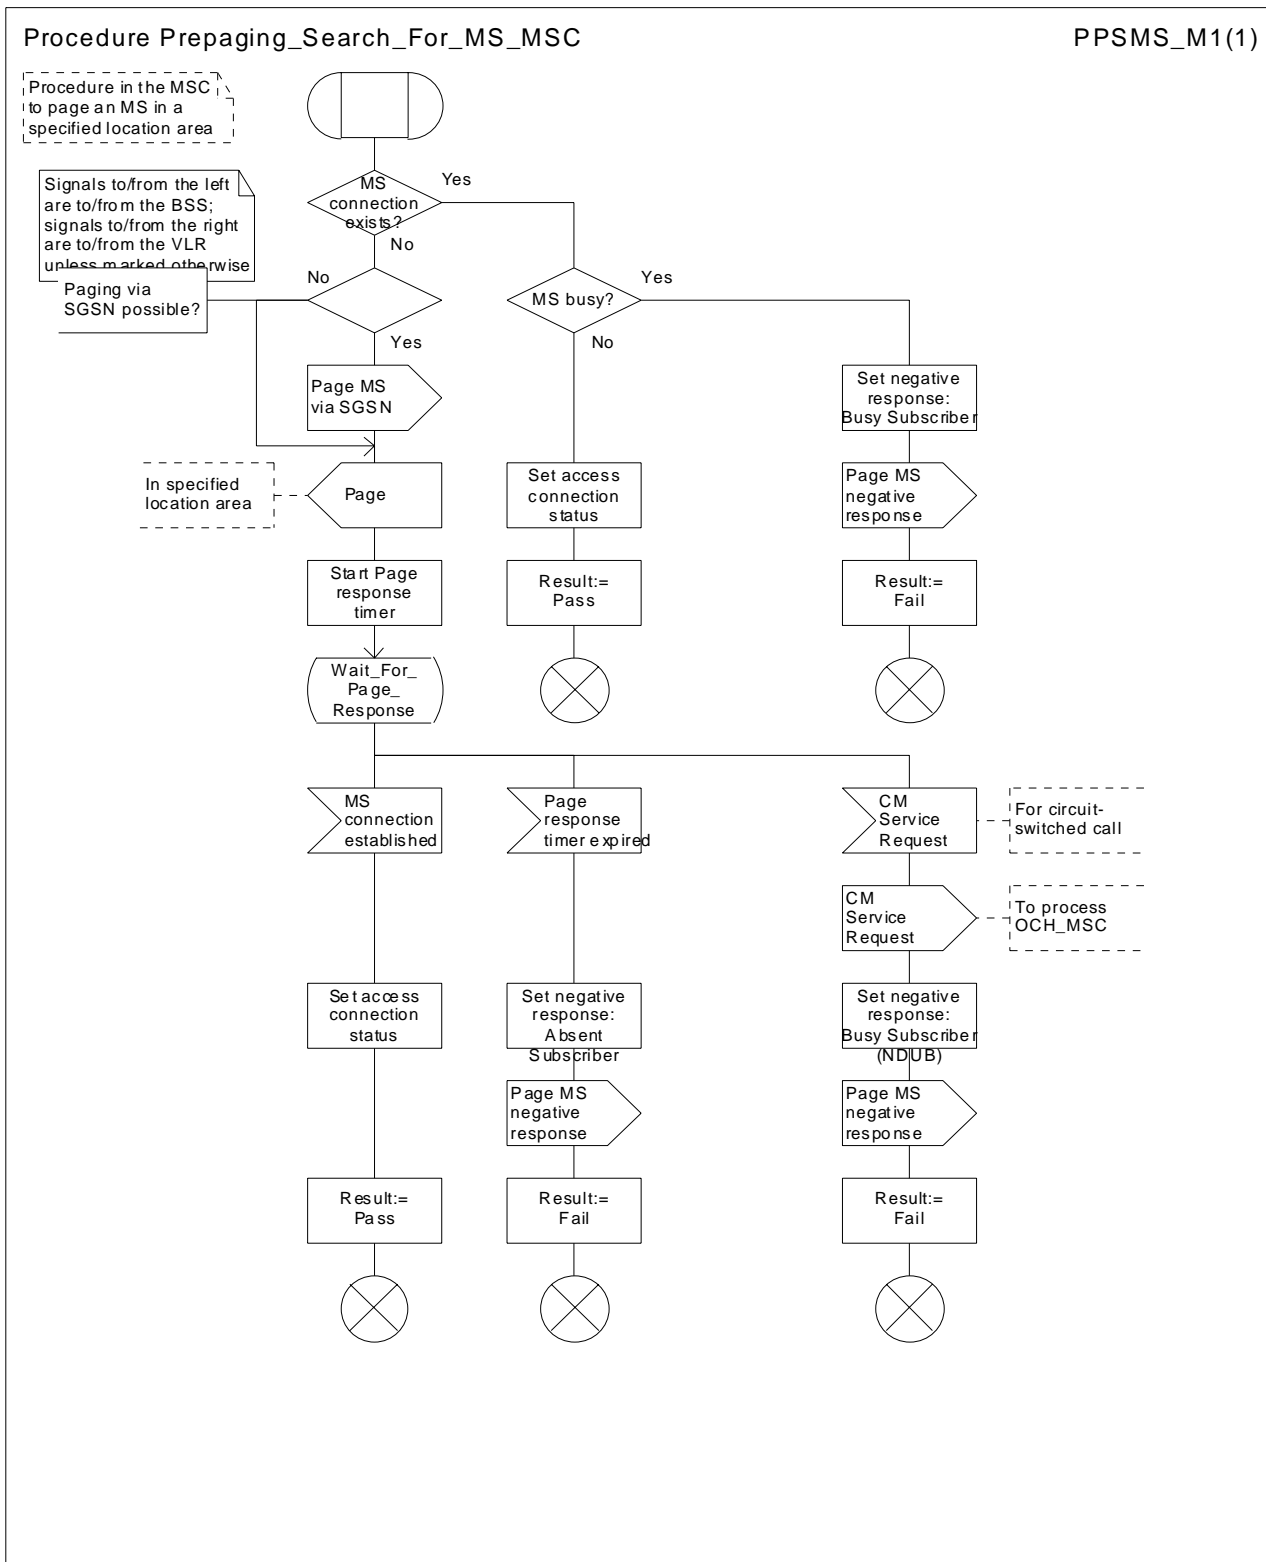 Procedure Prepaging_Search_For_MS_MSC
PPSMS_M1(1)
Procedure in the MSC
to page an MS in a
specified location area
Signals to/from the left
are to/from the BSS;
signals to/from the right
are to/from the VLR
unless marked otherwise
MS
connection
exists?
Yes
No
Paging via
SGSN possible?
No
Yes
MS busy?
Yes
No
Page MS
via SGSN
Set negative
response:
Busy Subscriber
In specified
location area
Page
Set access
connection
status
Page MS
negative
response
Start Page
response
timer
Result:=
Pass
Result:=
Fail
Wait_For_
Page_
Response
MS
connection
established
Page
response
timer expired
CM
Service
Request
For circuit-
switched call
CM
Service
Request
To process
OCH_MSC
Set access
connection
status
Set negative
response:
Absent
Subscriber
Set negative
response:
Busy Subscriber
(NDUB)
Page MS
negative
response
Page MS
negative
response
Result:=
Pass
Result:=
Fail
Result:=
Fail